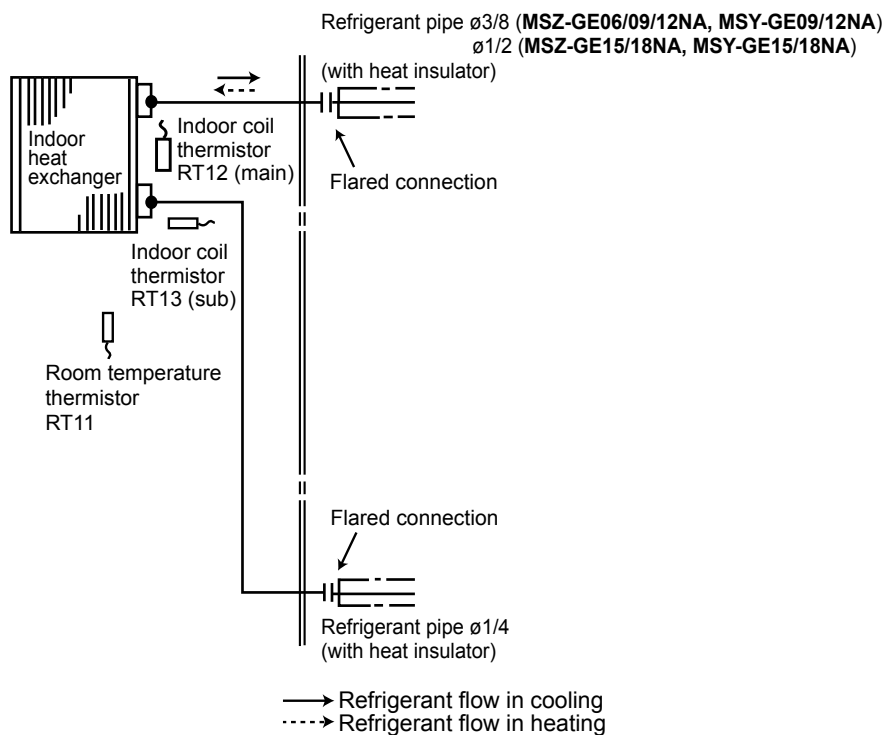 Refrigerant pipe ø3/8 (MSZ-GE06/09/12NA, MSY-GE09/12NA)
ø1/2 (MSZ-GE15/18NA, MSY-GE15/18NA)
(with heat insulator)
Indoor
heat
exchanger
Indoor coil
thermistor
RT12 (main)
Flared connection
Indoor coil
thermistor
RT13 (sub)
Room temperature
thermistor
RT11
Flared connection
Refrigerant pipe ø1/4
(with heat insulator)
Refrigerant flow in cooling
Refrigerant flow in heating